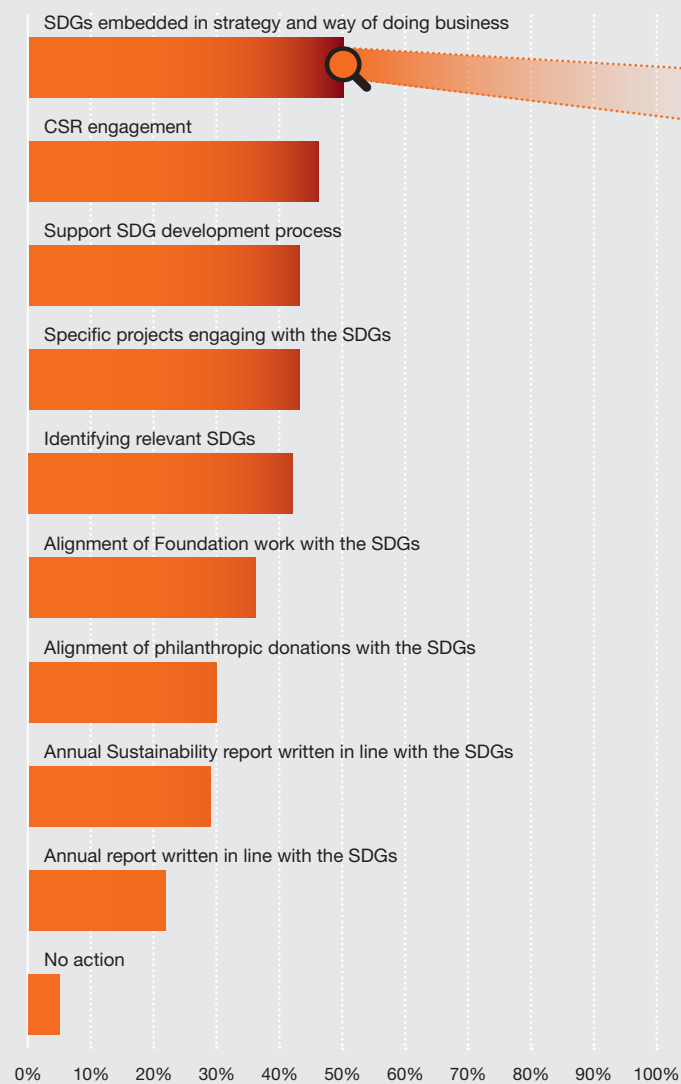 SDGs embedded in strategy and way of doing business
CSR engagement
Support SDG development process
Specific projects engaging with the SDGs
Identifying relevant SDGs
Alignment of Foundation work with the SDGs
Alignment of philanthropic donations with the SDGs
Annual Sustainability report written in line with the SDGs
Annual report written in line with the SDGs
No action
0% 10% 20% 30% 40% 50% 60% 70% 80% 90% 100%